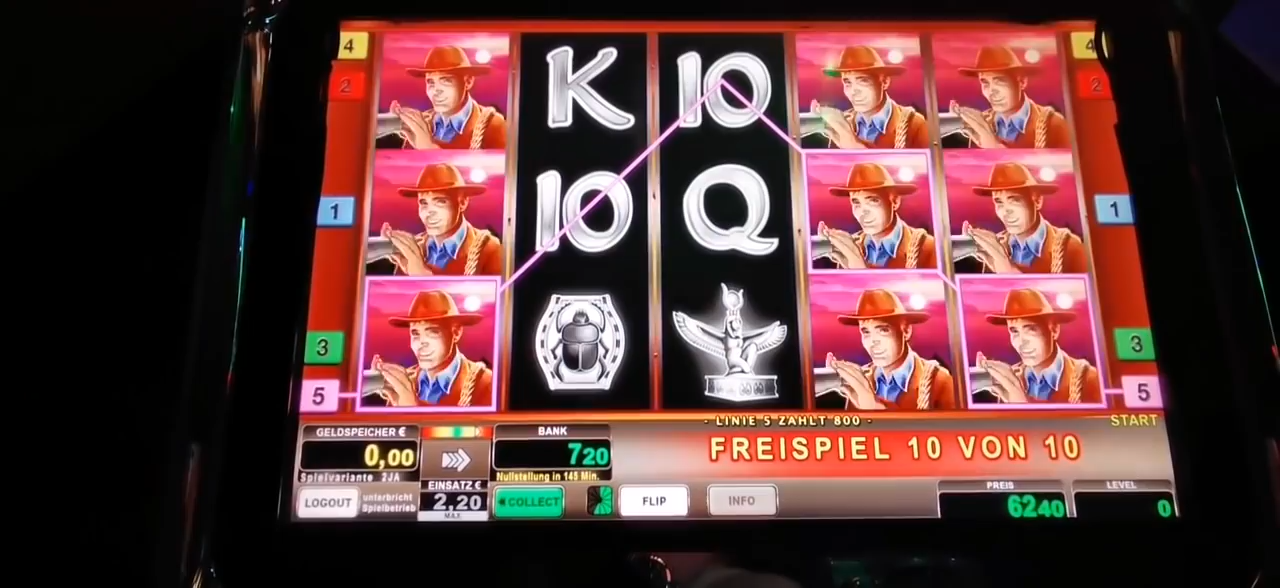 4
K
10
4
2
2
1
10
Q
1
3
3
5
5
- LINIE 5 ZAHLT 800 -
START
FREISPIEL 10 VON 10
GELDSPEICHER €
0,00
Spielvariante 2JA
BANK
720
Nullstellung in 145 Min.
EINSATZ €
2,20
MAX
LOGOUT
unterbricht
Spielbetrieb
COLLECT
FLIP
INFO
PREIS
6240
LEVEL
0